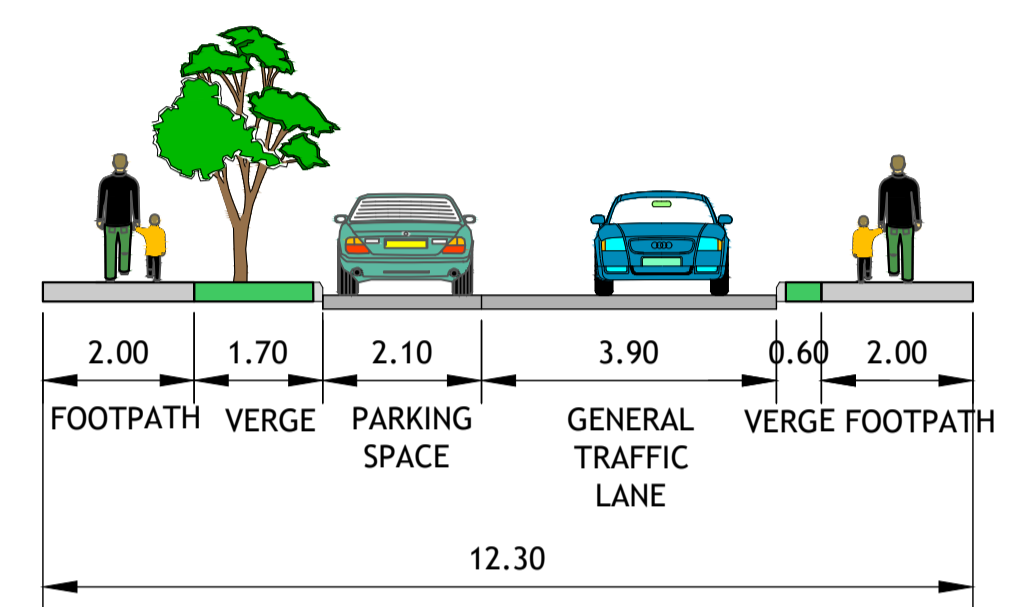 2.00 1.70 2.10 3.90 0.60 2.00
FOOTPATH VERGE PARKING SPACE GENERAL TRAFFIC LANE VERGE FOOTPATH
12.30